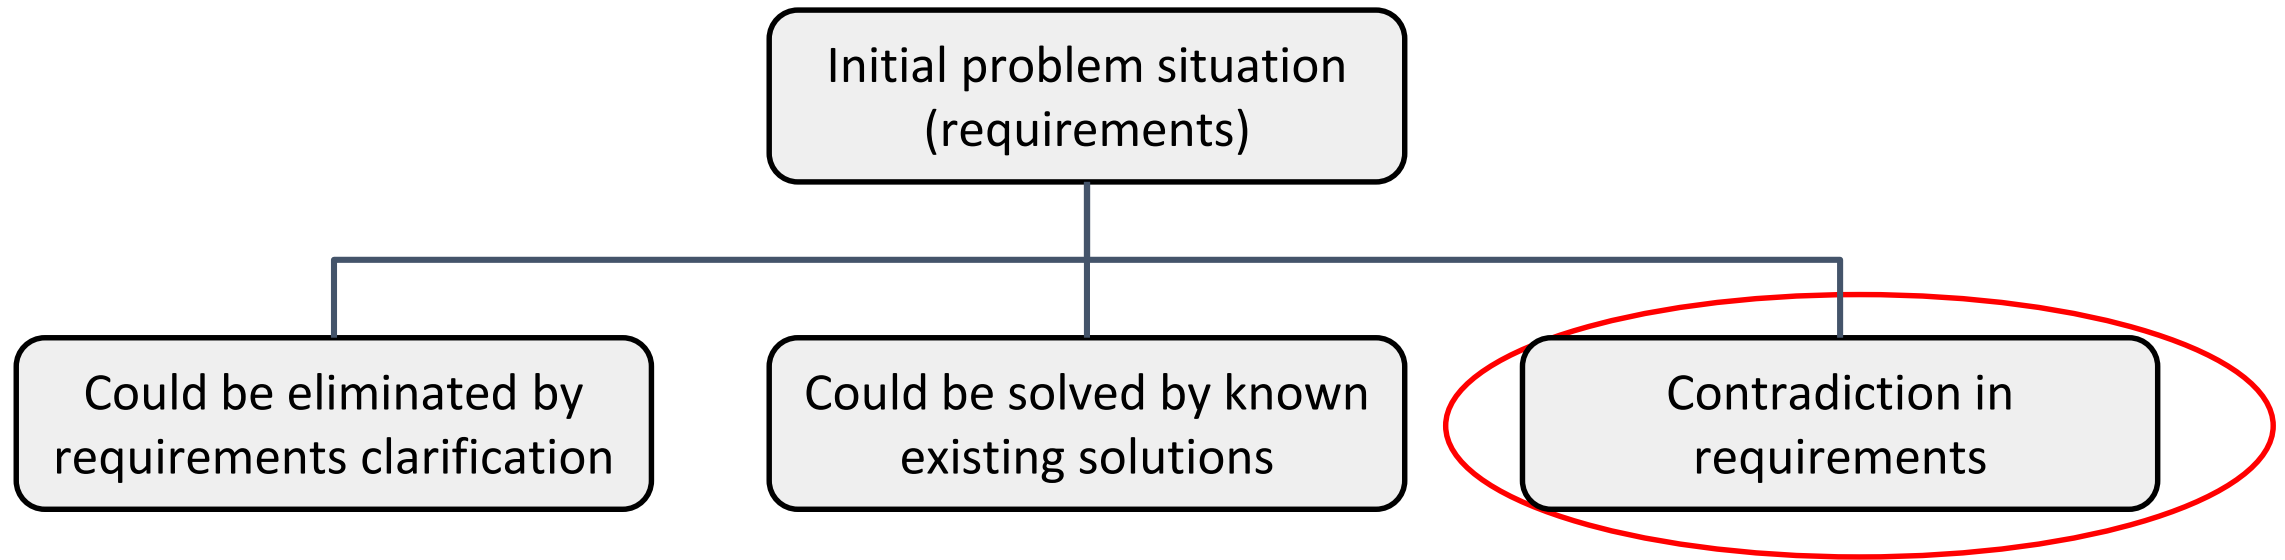 Initial problem situation
(requirements)
Could be eliminated by
requirements clarification
Could be solved by known
existing solutions
Contradiction in
requirements